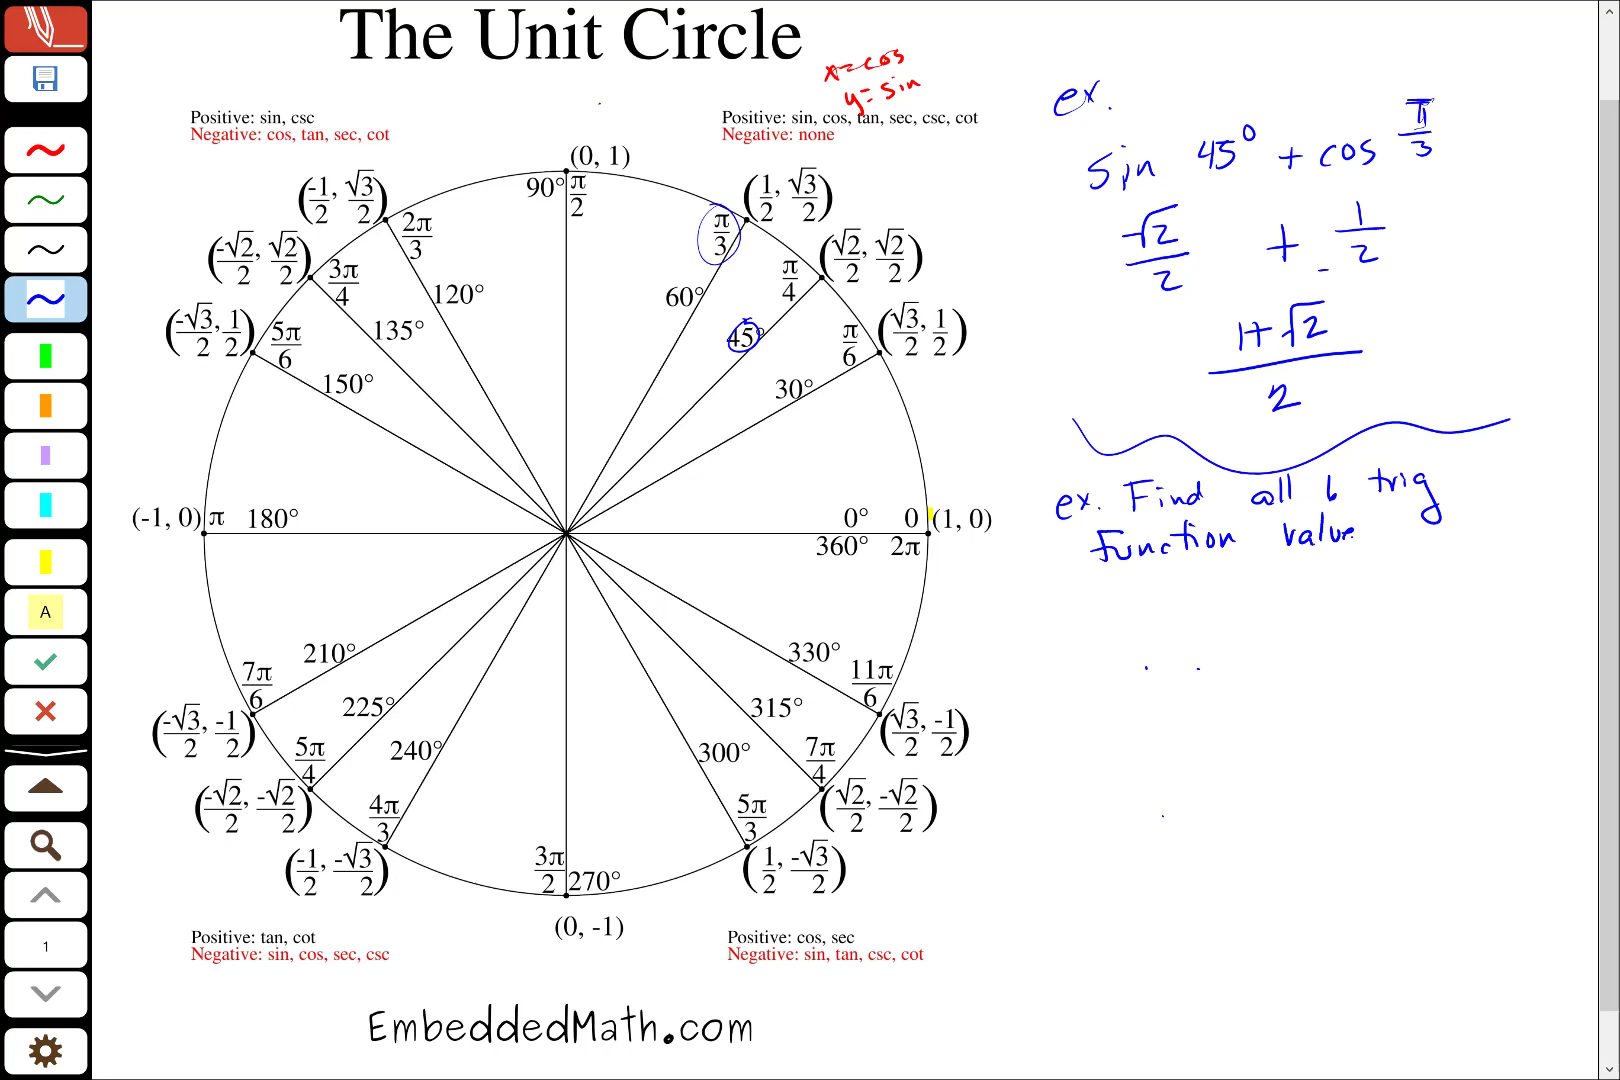 The Unit Circle
x=cos
y=sin
Positive: sin, csc
Negative: cos, tan, sec, cot
Positive: sin, cos, tan, sec, csc, cot
Negative: none
(0, 1)
90° π/2
(-1/2, √3/2) 2π/3 120°
(-√2/2, √2/2) 3π/4 135°
(-√3/2, 1/2) 5π/6 150°
(1/2, √3/2) π/3 60°
(√2/2, √2/2) π/4 45°
(√3/2, 1/2) π/6 30°
(-1, 0) π 180°
0° 0 (1, 0)
360° 2π
210° 7π/6 (-√3/2, -1/2)
225° 5π/4 (-√2/2, -√2/2)
240° 4π/3 (-1/2, -√3/2)
330° 11π/6 (√3/2, -1/2)
315° 7π/4 (√2/2, -√2/2)
300° 5π/3 (1/2, -√3/2)
3π/2 270°
(0, -1)
Positive: tan, cot
Negative: sin, cos, sec, csc
Positive: cos, sec
Negative: sin, tan, csc, cot
EmbeddedMath.com
ex.
sin 45° + cos π/3
√2/2 + 1/2
1+√2
2
ex. Find all 6 trig
function value
A
1